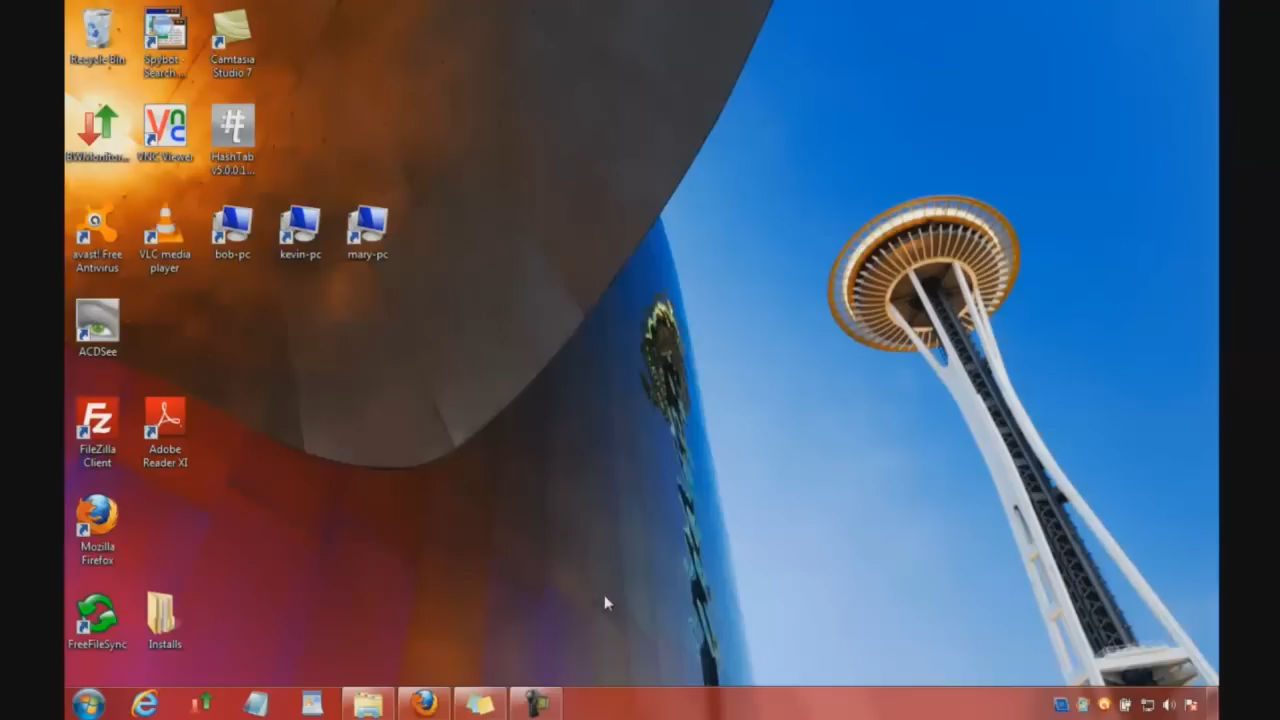 Recycle Bin
Spybot -
Search ...
Camtasia
Studio 7
BWMonitor...
VNC Viewer
HashTab
v5.0.0.1...
avast! Free
Antivirus
VLC media
player
bob-pc
kevin-pc
mary-pc
ACDSee
FileZilla
Client
Adobe
Reader XI
Mozilla
Firefox
FreeFileSync
Installs